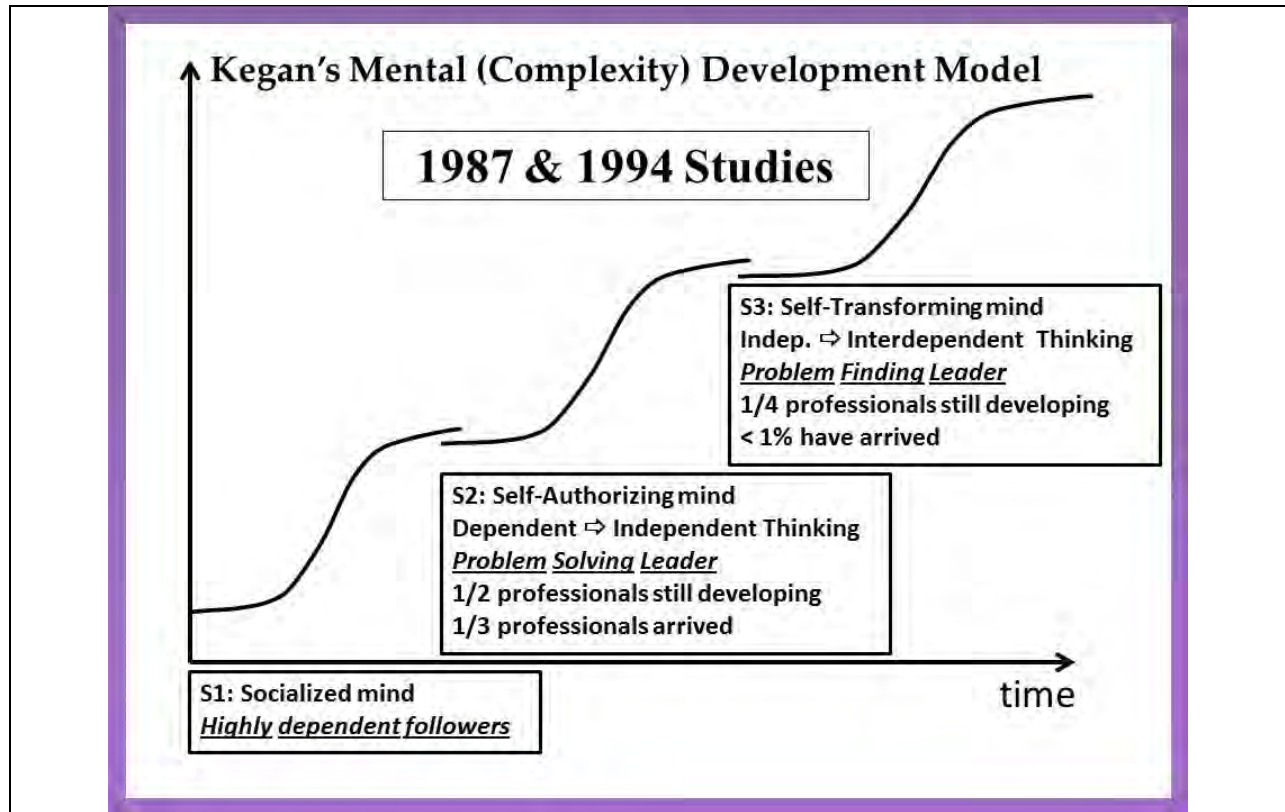 Kegan's Mental (Complexity) Development Model
1987 & 1994 Studies
S3: Self-Transforming mind
Indep. ⇨ Interdependent Thinking
Problem Finding Leader
1/4 professionals still developing
< 1% have arrived
S2: Self-Authorizing mind
Dependent ⇨ Independent Thinking
Problem Solving Leader
1/2 professionals still developing
1/3 professionals arrived
time
S1: Socialized mind
Highly dependent followers